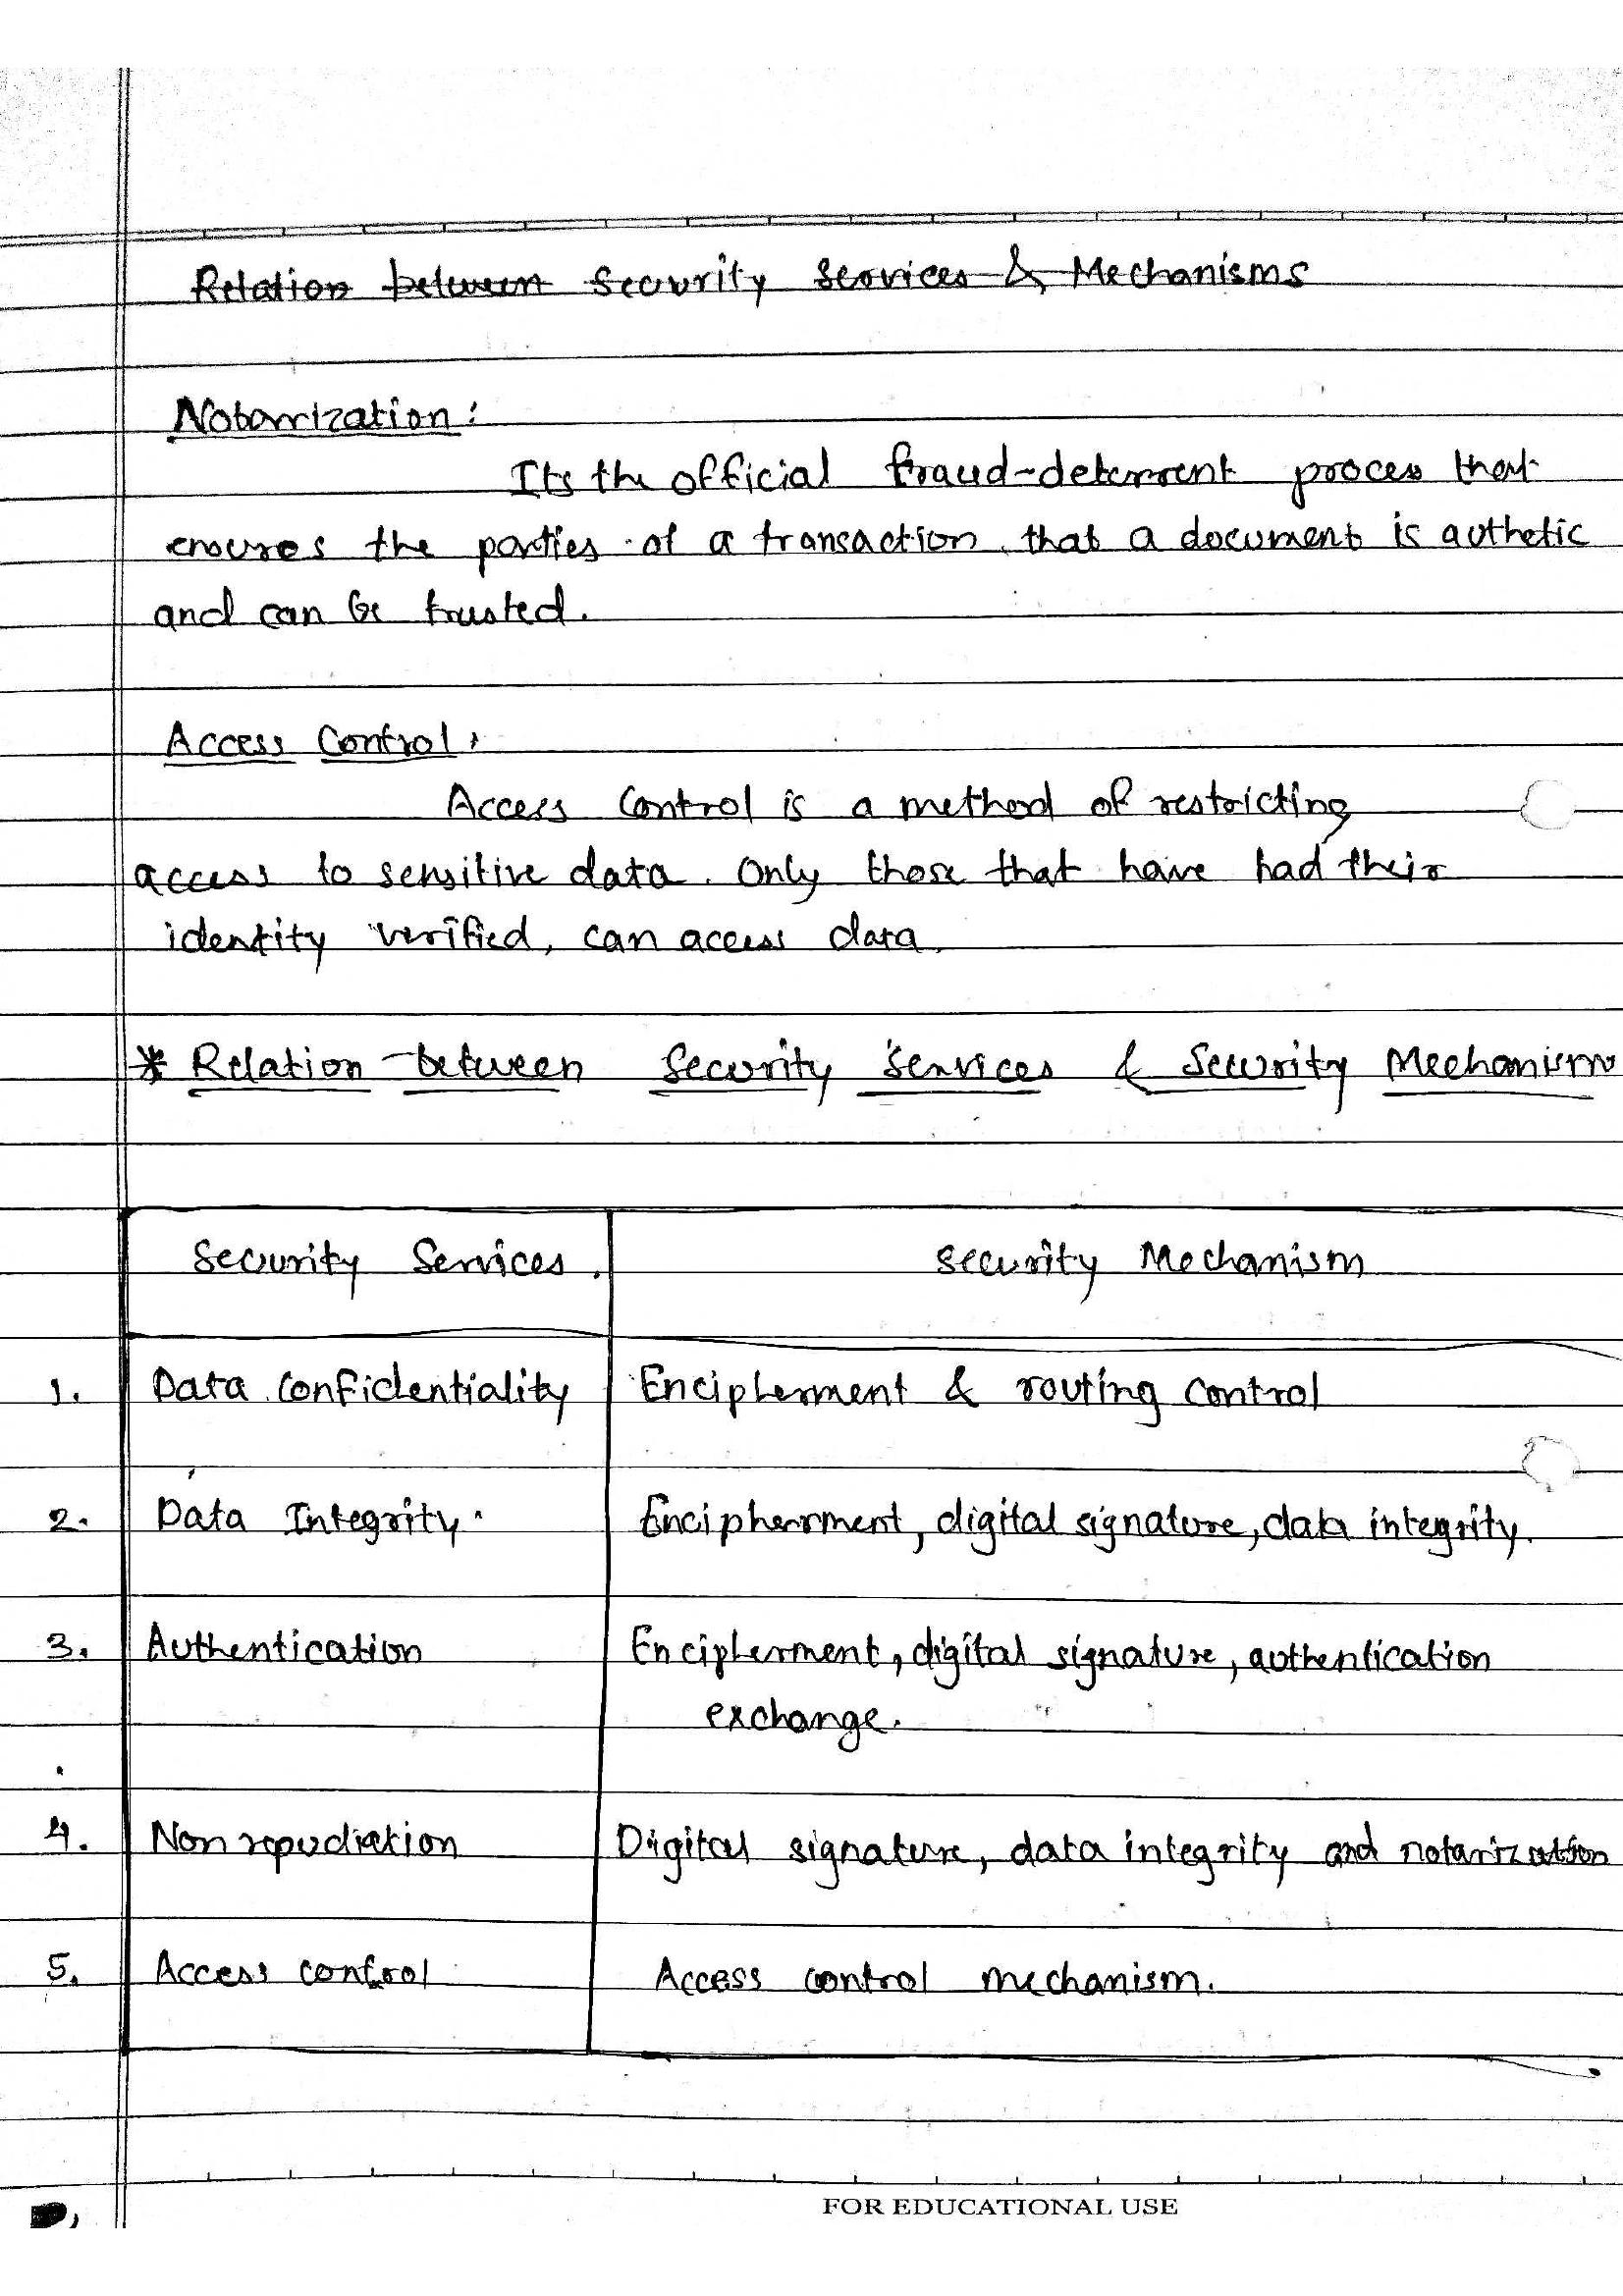 Relation between Security Services & Mechanisms
Notarrization:
Its the official fraud-deterrent process that
ensures the parties of a transaction that a document is authetic
and can be trusted.
Access Control:
Access Control is a method of restricting
access to sensitive data. Only those that have had their
identity verified, can access data.
* Relation between Security Services & Security Mechanism
Security Services. Security Mechanism
1. Data Confidentiality Encipherment & routing control
2. Data Integrity. Encipherment, digital signature, data integrity.
3. Authentication Encipherment, digital signature, authentication
exchange.
4. Non repudiation Digital signature, data integrity and notarization
5. Access control Access control mechanism.
FOR EDUCATIONAL USE